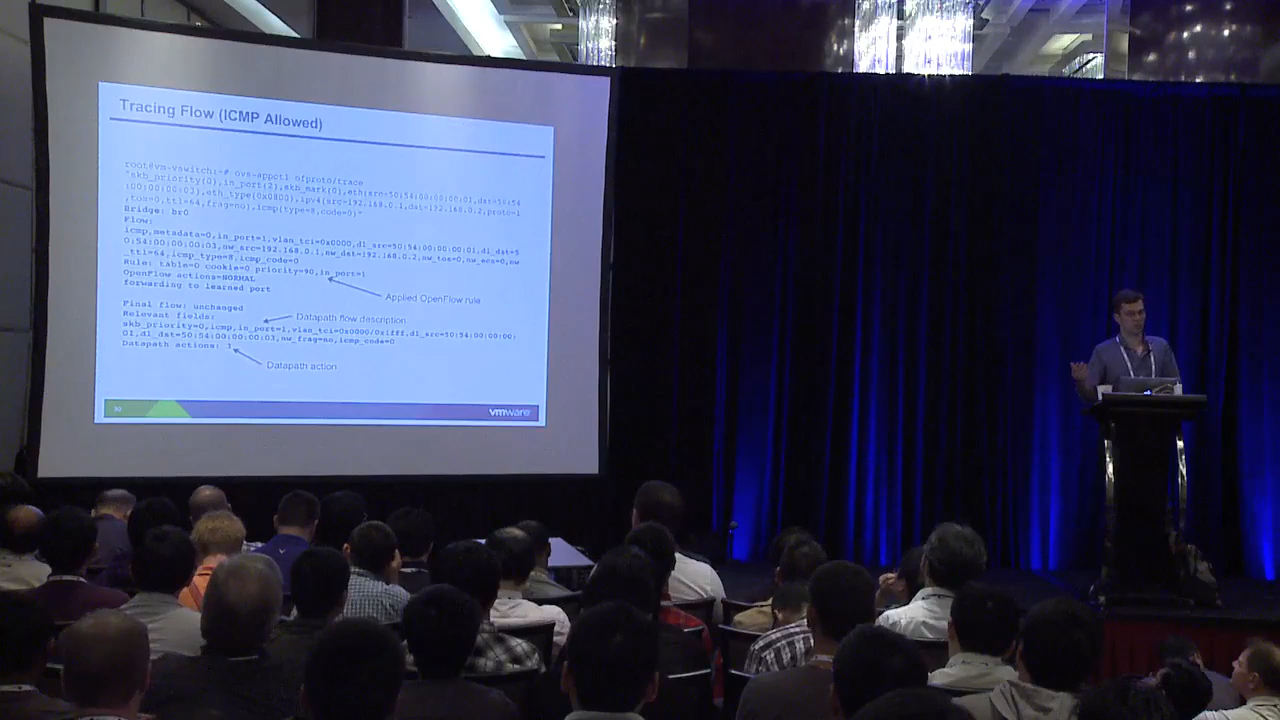 Tracing Flow (ICMP Allowed)
root@vm-vswitch:~# ovs-appctl ofproto/trace
"skb_priority(0),in_port(2),skb_mark(0),eth(src=50:54:00:00:00:01,dst=50:54
:00:00:00:03),eth_type(0x0800),ipv4(src=192.168.0.1,dst=192.168.0.2,proto=1
,tos=0,ttl=64,frag=no),icmp(type=8,code=0)"
Bridge: br0
Flow:
icmp,metadata=0,in_port=1,vlan_tci=0x0000,dl_src=50:54:00:00:00:01,dl_dst=5
0:54:00:00:00:03,nw_src=192.168.0.1,nw_dst=192.168.0.2,nw_tos=0,nw_ecn=0,nw
_ttl=64,icmp_type=8,icmp_code=0
Rule: table=0 cookie=0 priority=90,in_port=1
OpenFlow actions=NORMAL
forwarding to learned port
Applied OpenFlow rule
Final flow: unchanged
Relevant fields:
Datapath flow description
skb_priority=0,icmp,in_port=1,vlan_tci=0x0000/0x1fff,dl_src=50:54:00:00:00:
01,dl_dst=50:54:00:00:00:03,nw_frag=no,icmp_code=0
Datapath actions: 3
Datapath action
vmware